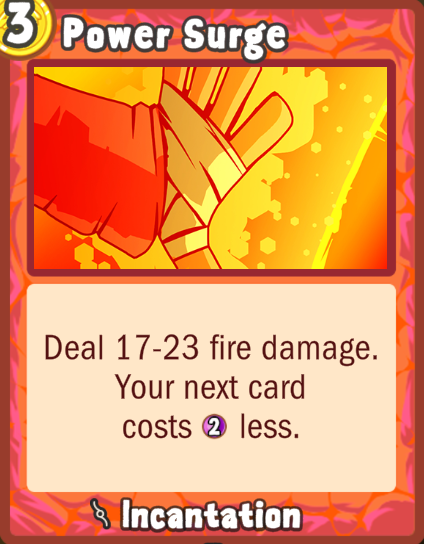 3 Power Surge
Deal 17-23 fire damage.
Your next card
costs 2 less.
Incantation